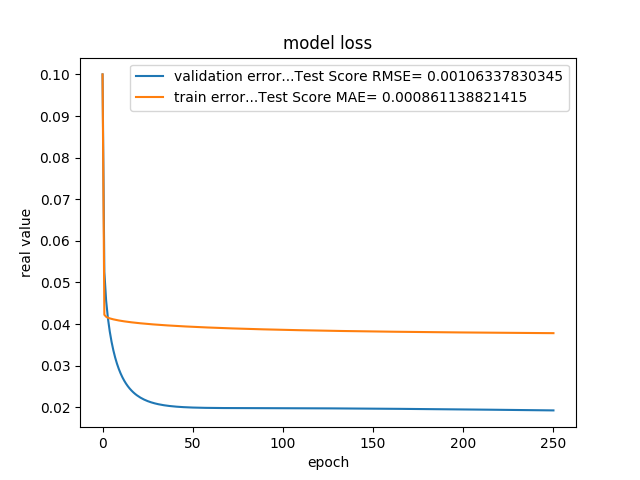 model loss
validation error...Test Score RMSE= 0.00106337830345
train error...Test Score MAE= 0.000861138821415
real value
0.10
0.09
0.08
0.07
0.06
0.05
0.04
0.03
0.02
0 50 100 150 200 250
epoch